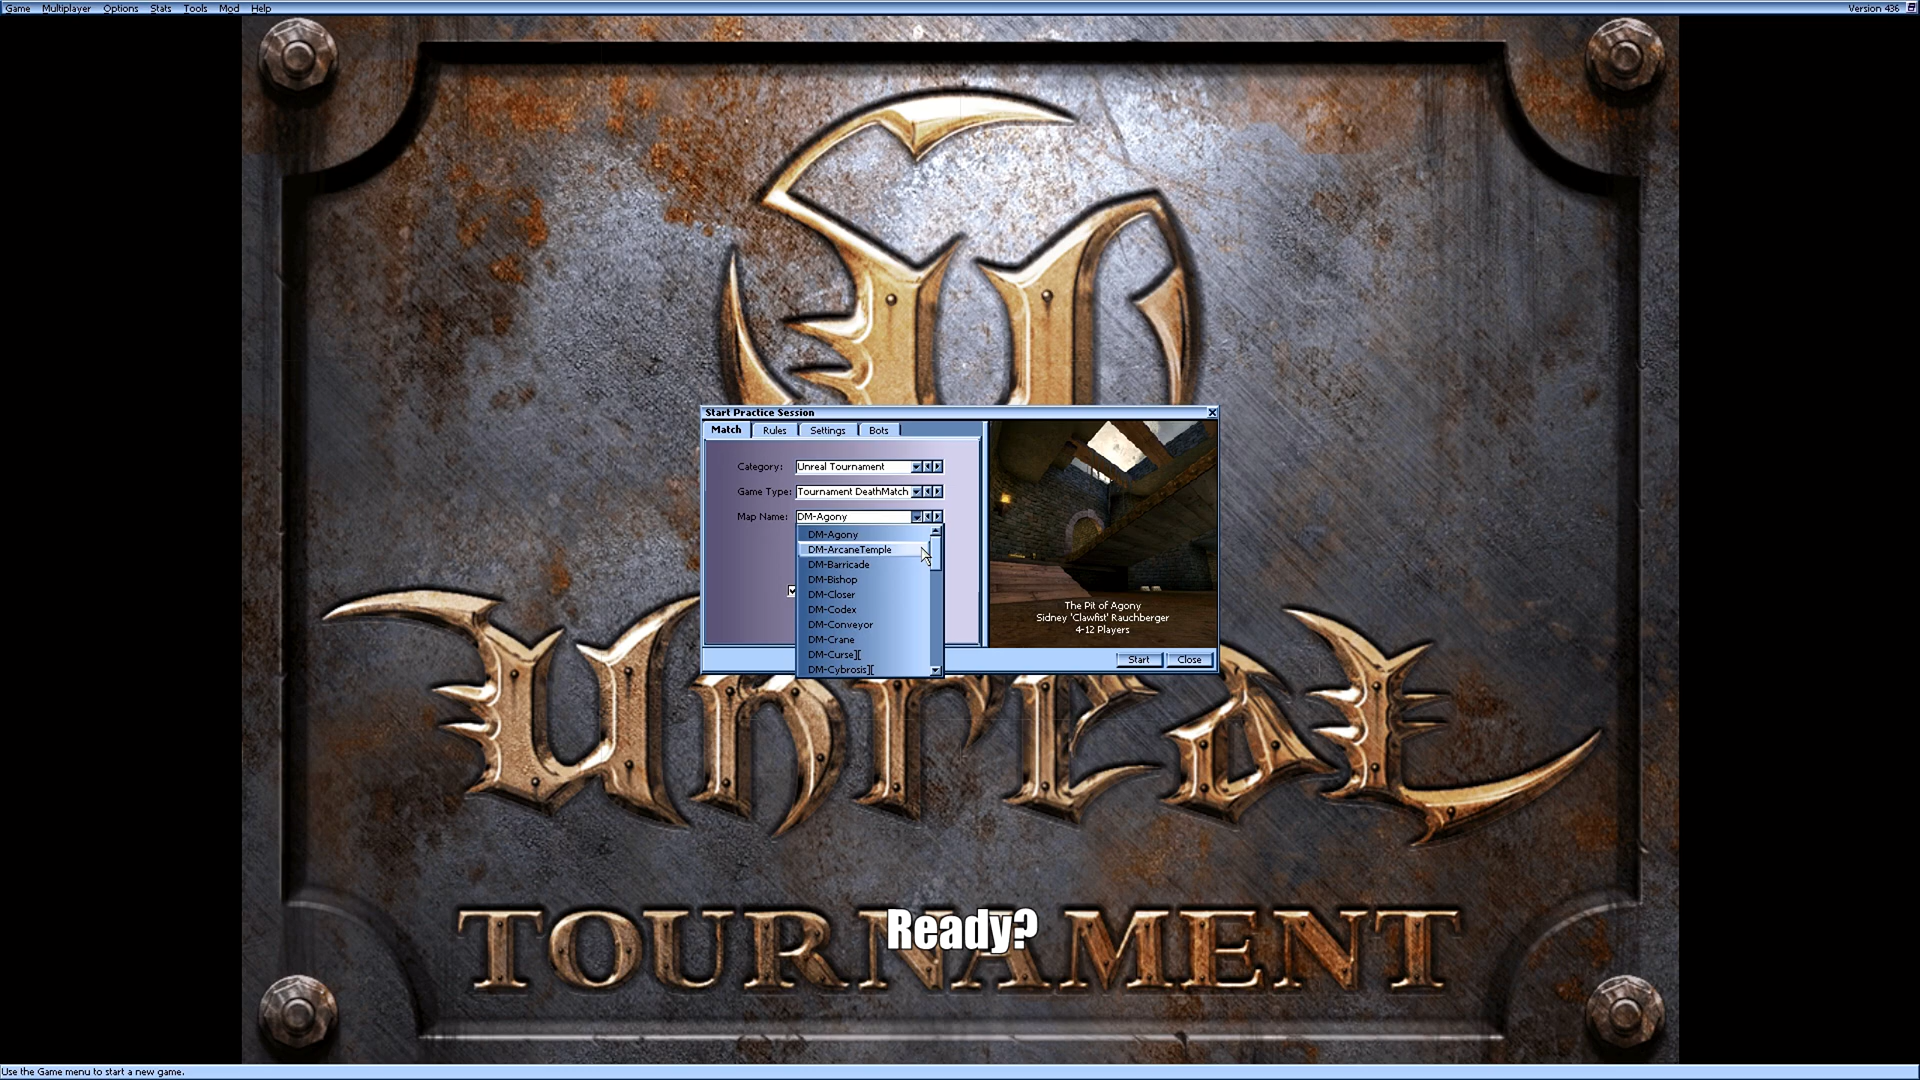 Game Multiplayer Options Stats Tools Mod Help Version 436
Start Practice Session
Match Rules Settings Bots
Category: Unreal Tournament
Game Type: Tournament DeathMatch
Map Name: DM-Agony
DM-Agony
DM-ArcaneTemple
DM-Barricade
DM-Bishop
DM-Closer
DM-Codex
DM-Conveyor
DM-Crane
DM-Curse][
DM-Cybrosis][
The Pit of Agony
Sidney 'Clawfist' Rauchberger
4-12 Players
Start Close
Unreal
TOURNAMENT
Ready?
Use the Game menu to start a new game.